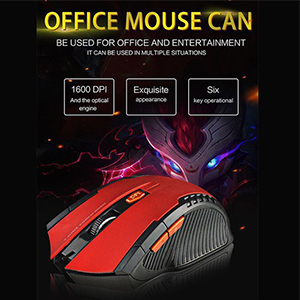 OFFICE MOUSE CAN
BE USED FOR OFFICE AND ENTERTAINMENT
IT CAN BE USED IN MULTIPLE SITUATIONS
1600 DPI
And the optical
engine
Exquisite
appearance
Six
key operational